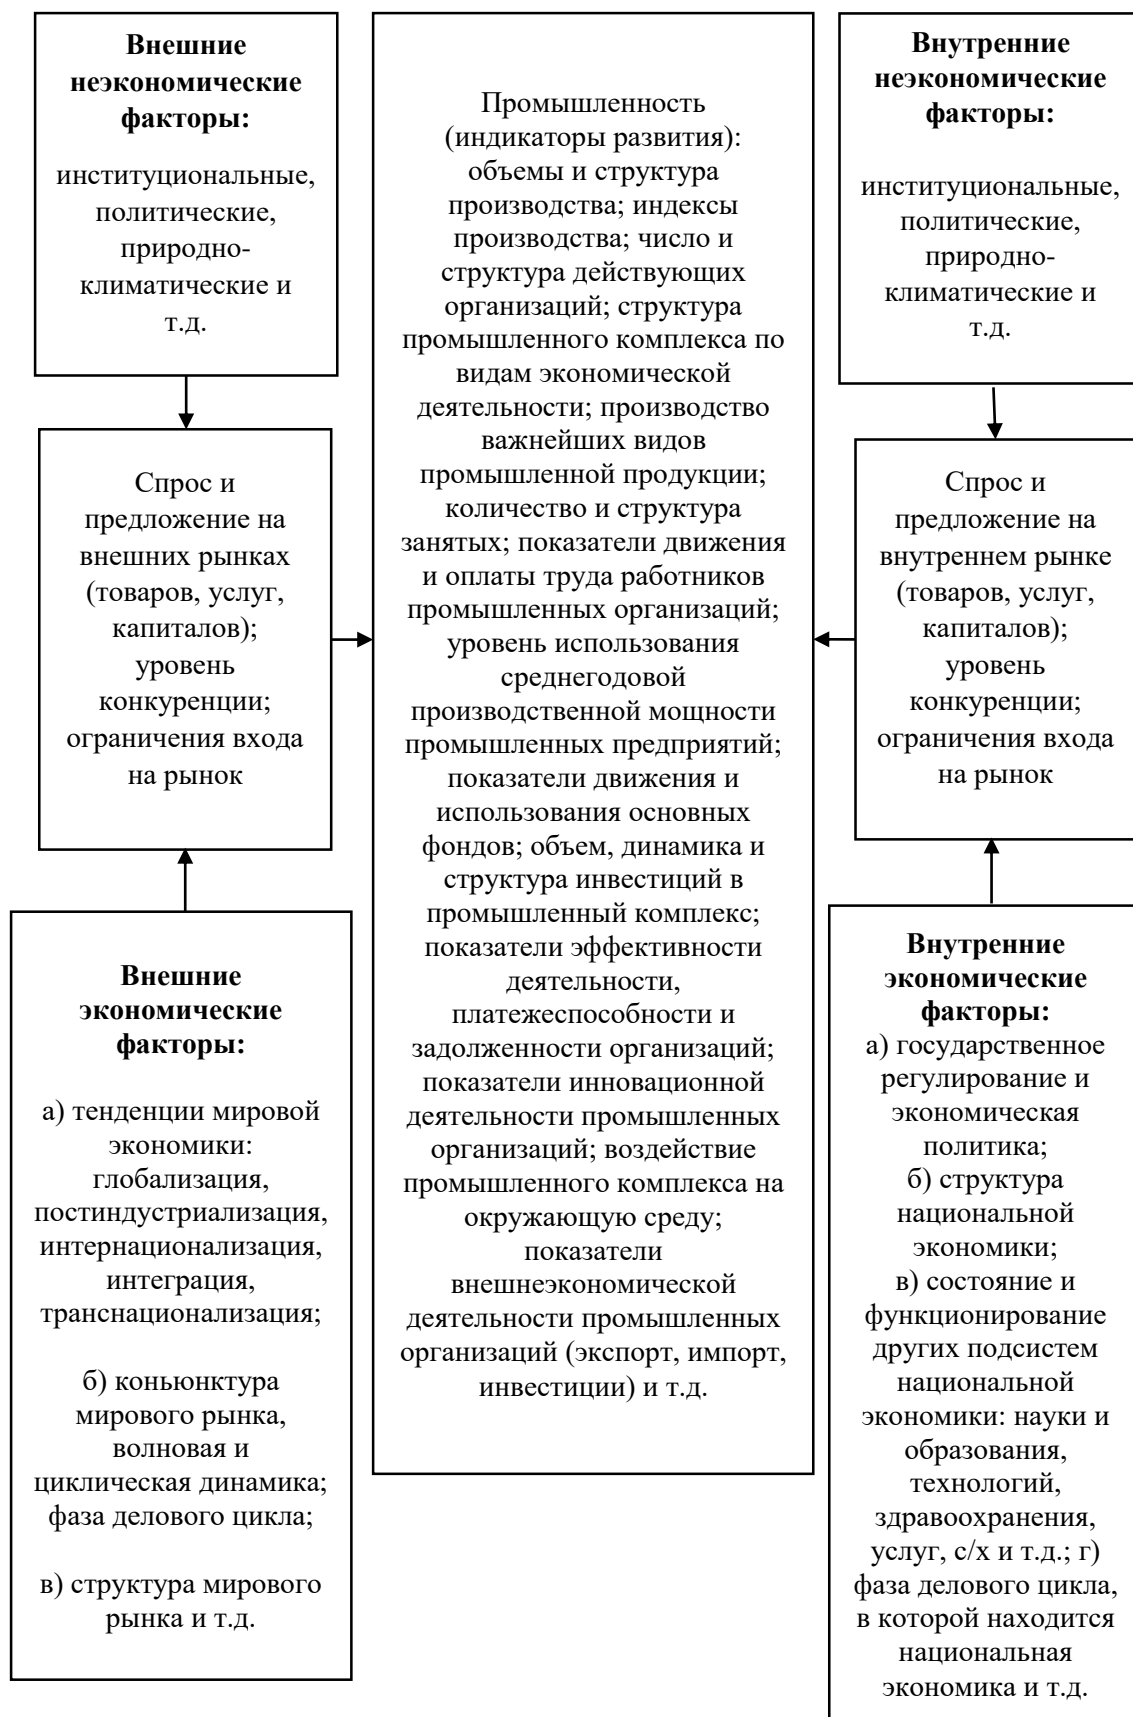 Внешние
неэкономические
факторы:
институциональные,
политические,
природно-
климатические и
т.д.
Спрос и
предложение на
внешних рынках
(товаров, услуг,
капиталов);
уровень
конкуренции;
ограничения входа
на рынок
Внешние
экономические
факторы:
а) тенденции мировой
экономики:
глобализация,
постиндустриализация,
интернационализация,
интеграция,
транснационализация;
б) коньюнктура
мирового рынка,
волновая и
циклическая динамика;
фаза делового цикла;
в) структура мирового
рынка и т.д.
Промышленность
(индикаторы развития):
объемы и структура
производства; индексы
производства; число и
структура действующих
организаций; структура
промышленного комплекса по
видам экономической
деятельности; производство
важнейших видов
промышленной продукции;
количество и структура
занятых; показатели движения
и оплаты труда работников
промышленных организаций;
уровень использования
среднегодовой
производственной мощности
промышленных предприятий;
показатели движения и
использования основных
фондов; объем, динамика и
структура инвестиций в
промышленный комплекс;
показатели эффективности
деятельности,
платежеспособности и
задолженности организаций;
показатели инновационной
деятельности промышленных
организаций; воздействие
промышленного комплекса на
окружающую среду;
показатели
внешнеэкономической
деятельности промышленных
организаций (экспорт, импорт,
инвестиции) и т.д.
Внутренние
неэкономические
факторы:
институциональные,
политические,
природно-
климатические и
т.д.
Спрос и
предложение на
внутреннем рынке
(товаров, услуг,
капиталов);
уровень
конкуренции;
ограничения входа
на рынок
Внутренние
экономические
факторы:
а) государственное
регулирование и
экономическая
политика;
б) структура
национальной
экономики;
в) состояние и
функционирование
других подсистем
национальной
экономики: науки и
образования,
технологий,
здравоохранения,
услуг, с/х и т.д.; г)
фаза делового цикла,
в которой находится
национальная
экономика и т.д.